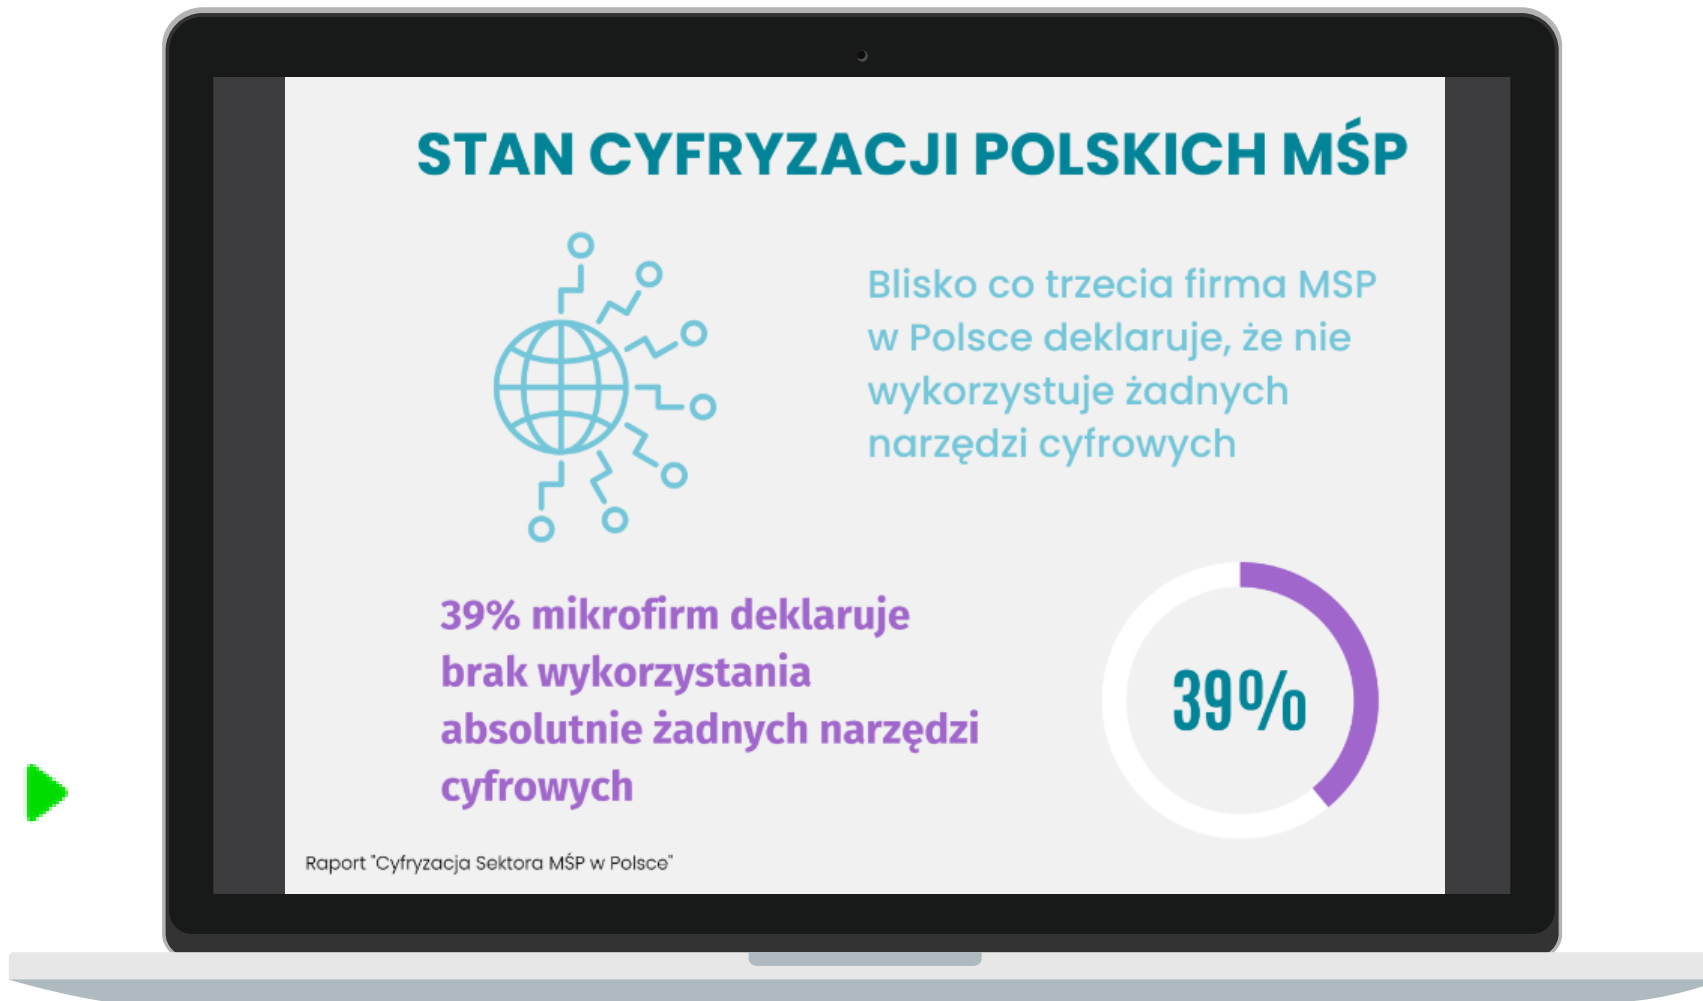 STAN CYFRYZACJI POLSKICH MŚP
Blisko co trzecia firma MSP
w Polsce deklaruje, że nie
wykorzystuje żadnych
narzędzi cyfrowych
39% mikrofirm deklaruje
brak wykorzystania
absolutnie żadnych narzędzi
cyfrowych
39%
Raport "Cyfryzacja Sektora MŚP w Polsce"